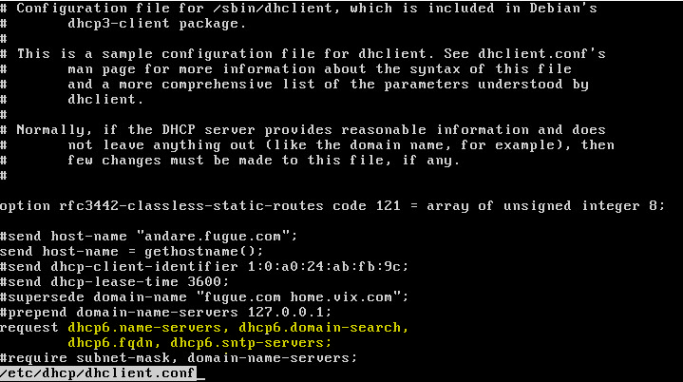 # Configuration file for /sbin/dhclient, which is included in Debian's
#       dhcp3-client package.
#
# This is a sample configuration file for dhclient. See dhclient.conf's
#       man page for more information about the syntax of this file
#       and a more comprehensive list of the parameters understood by
#       dhclient.
#
# Normally, if the DHCP server provides reasonable information and does
#       not leave anything out (like the domain name, for example), then
#       few changes must be made to this file, if any.
#
option rfc3442-classless-static-routes code 121 = array of unsigned integer 8;
#send host-name "andare.fugue.com";
send host-name = gethostname();
#send dhcp-client-identifier 1:0:a0:24:ab:fb:9c;
#send dhcp-lease-time 3600;
#supersede domain-name "fugue.com home.vix.com";
#prepend domain-name-servers 127.0.0.1;
request dhcp6.name-servers, dhcp6.domain-search,
        dhcp6.fqdn, dhcp6.sntp-servers;
#require subnet-mask, domain-name-servers;
/etc/dhcp/dhclient.conf